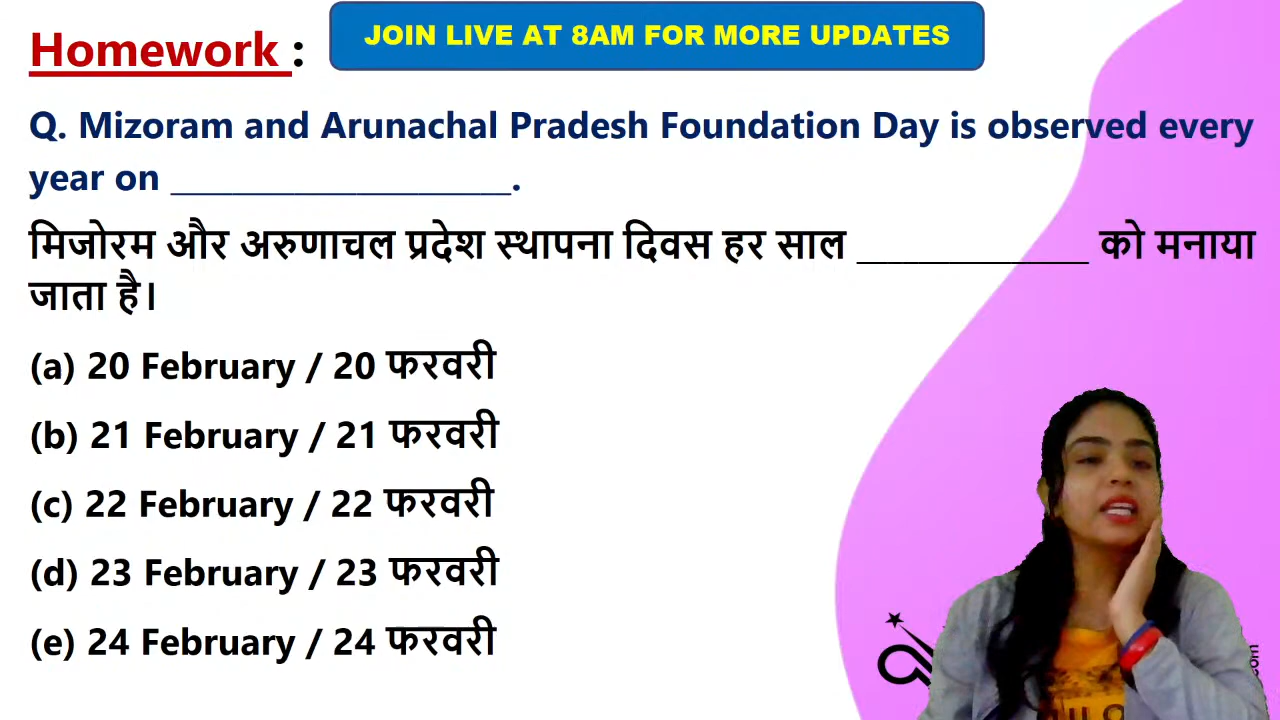 Homework :
JOIN LIVE AT 8AM FOR MORE UPDATES
Q. Mizoram and Arunachal Pradesh Foundation Day is observed every
year on ____________________.
मिजोरम और अरुणाचल प्रदेश स्थापना दिवस हर साल ______________ को मनाया
जाता है।
(a) 20 February / 20 फरवरी
(b) 21 February / 21 फरवरी
(c) 22 February / 22 फरवरी
(d) 23 February / 23 फरवरी
(e) 24 February / 24 फरवरी